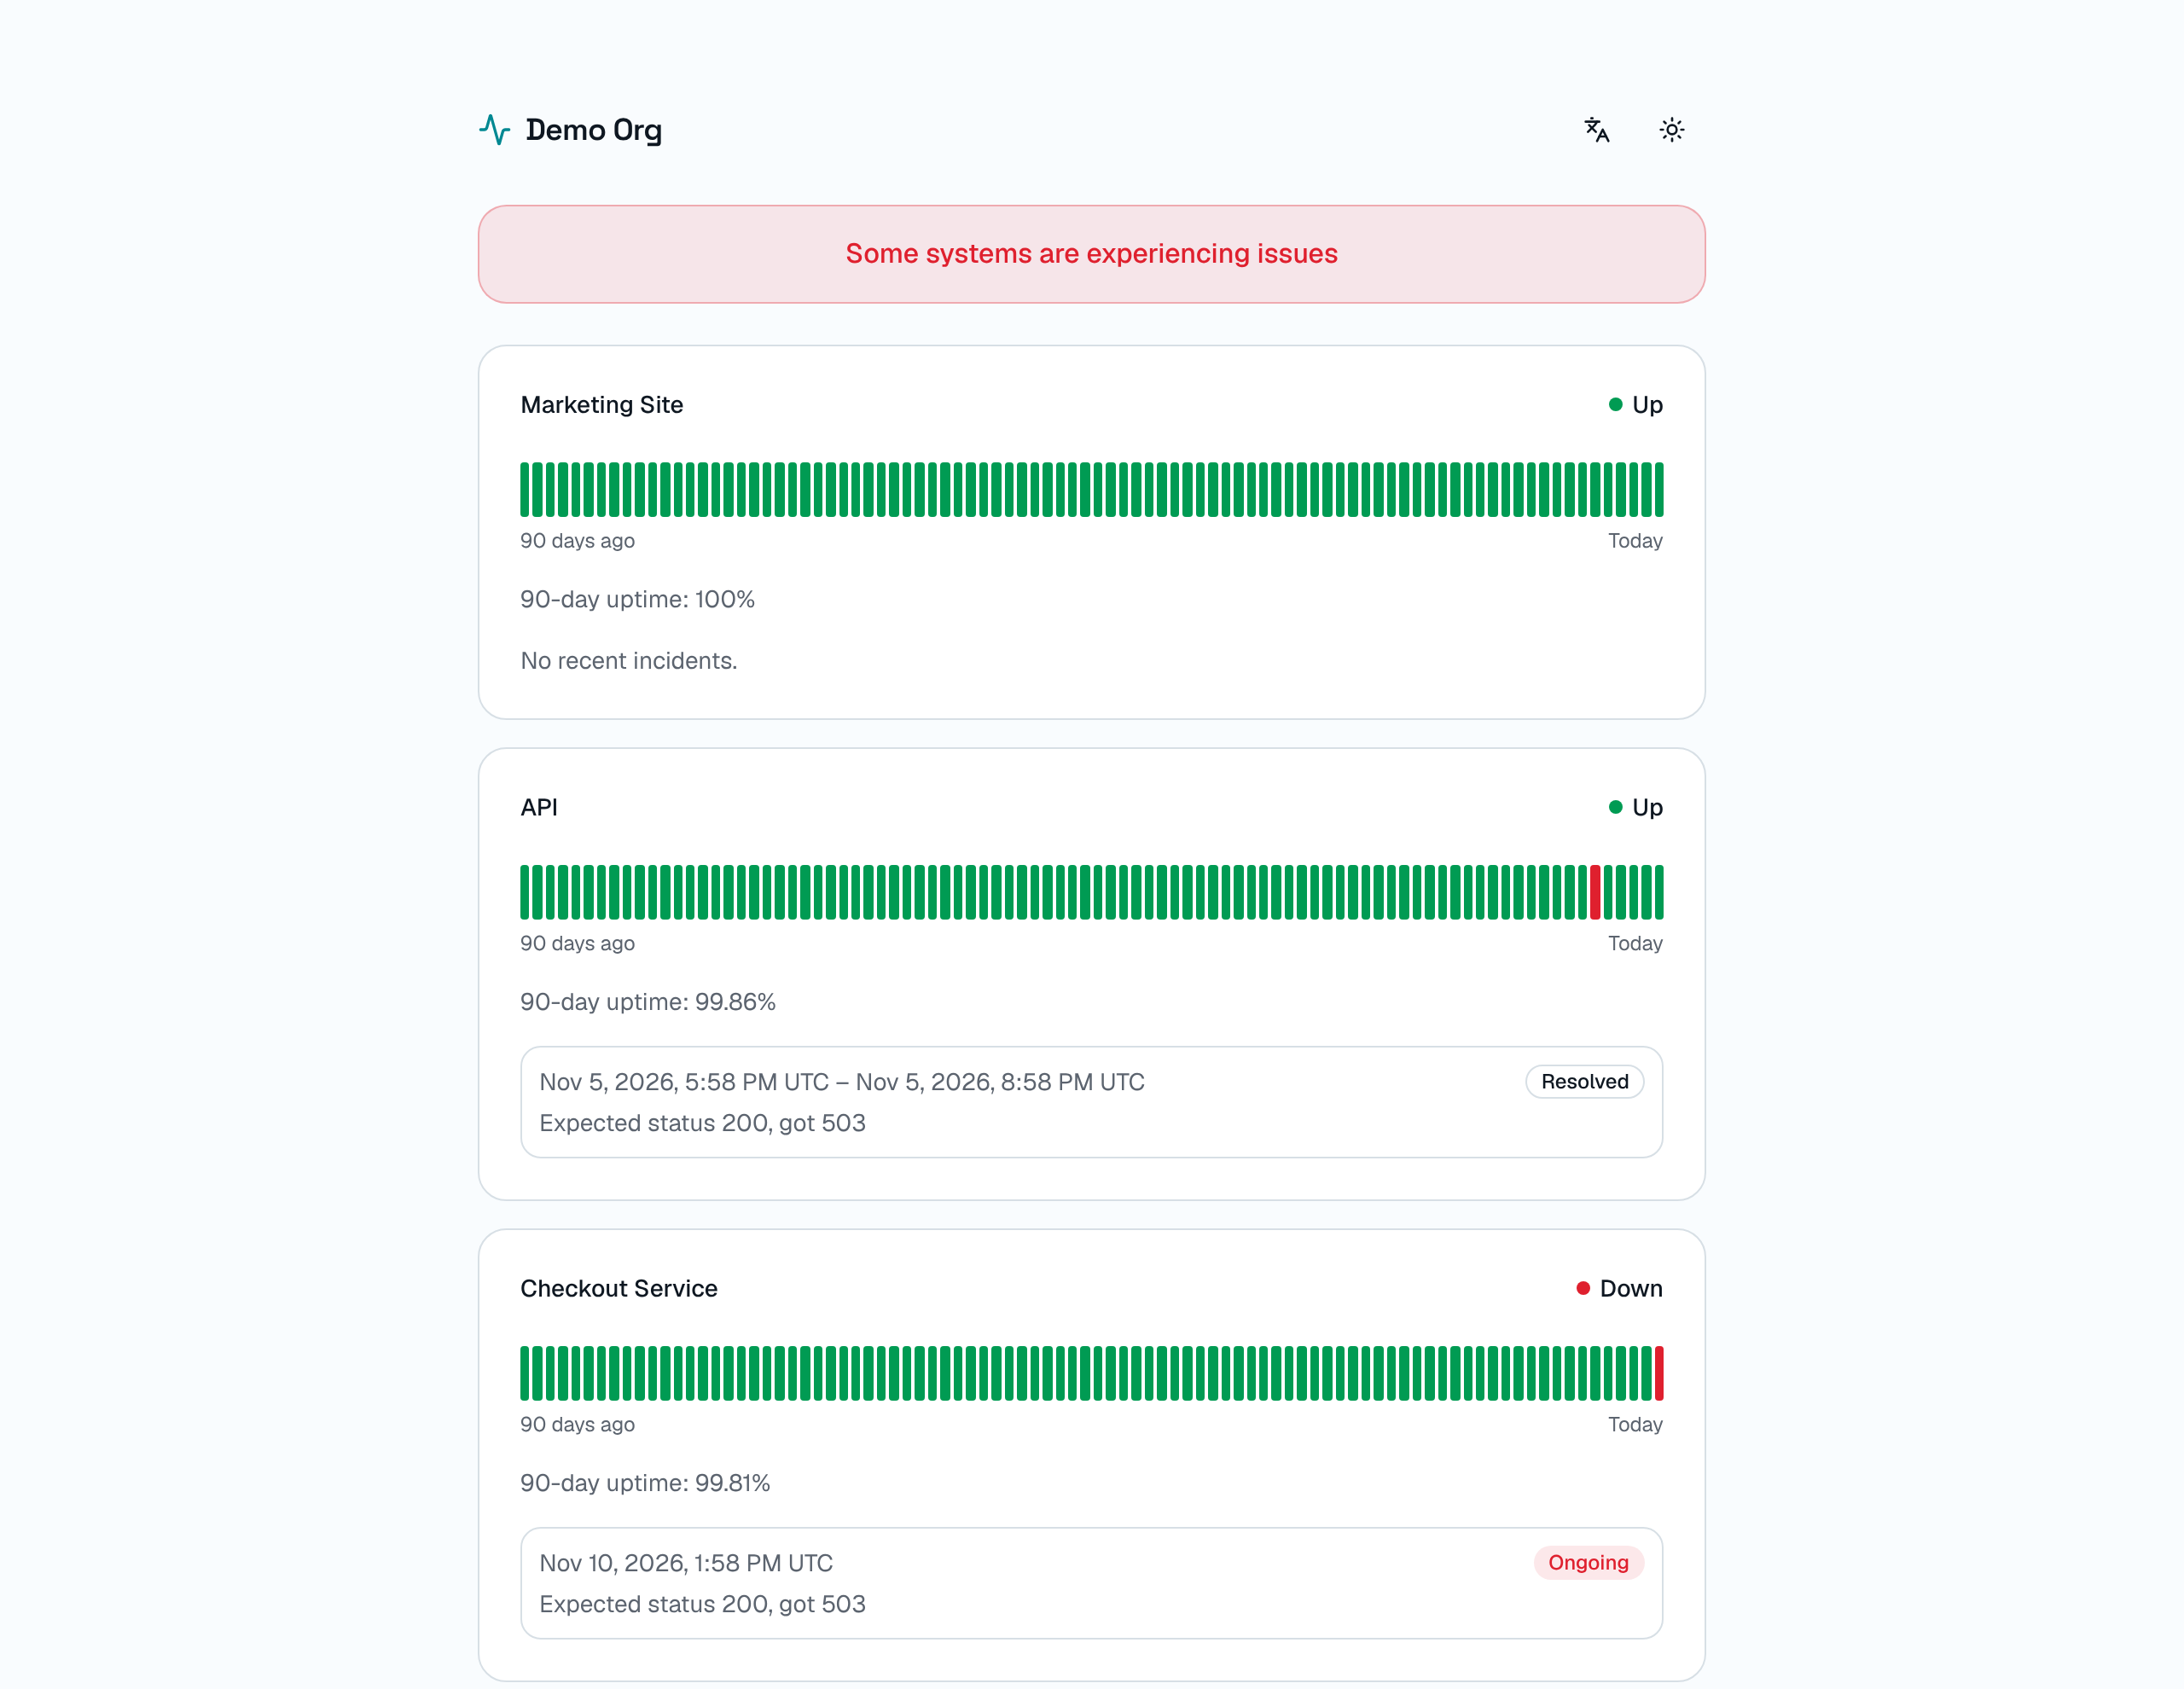 Demo Org
Some systems are experiencing issues
Marketing Site
Up
90 days ago
Today
90-day uptime: 100%
No recent incidents.
API
Up
90 days ago
Today
90-day uptime: 99.86%
Nov 5, 2026, 5:58 PM UTC – Nov 5, 2026, 8:58 PM UTC
Resolved
Expected status 200, got 503
Checkout Service
Down
90 days ago
Today
90-day uptime: 99.81%
Nov 10, 2026, 1:58 PM UTC
Ongoing
Expected status 200, got 503